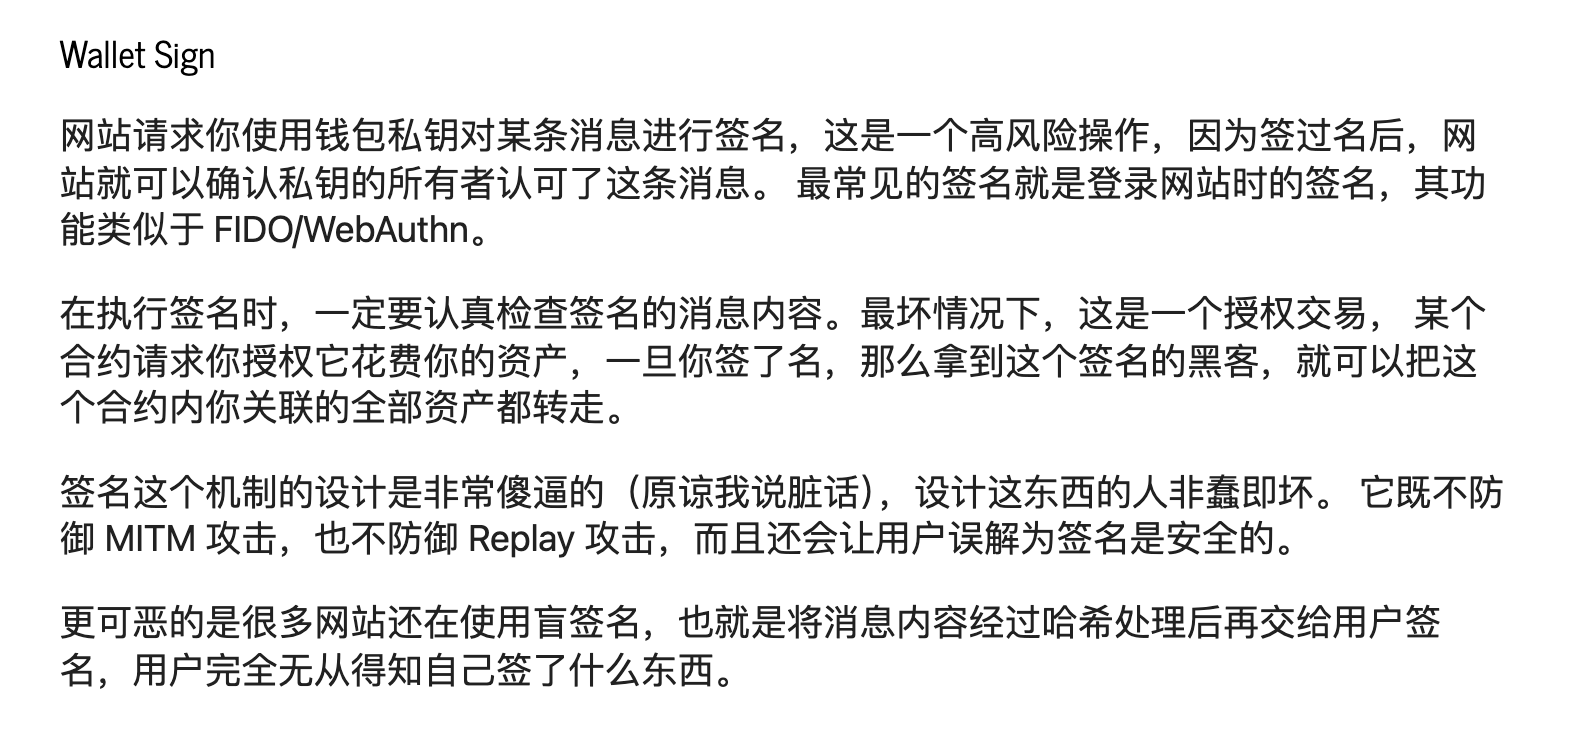 Wallet Sign
网站请求你使用钱包私钥对某条消息进行签名，这是一个高风险操作，因为签过名后，网
站就可以确认私钥的所有者认可了这条消息。 最常见的签名就是登录网站时的签名，其功
能类似于 FIDO/WebAuthn。
在执行签名时，一定要认真检查签名的消息内容。最坏情况下，这是一个授权交易， 某个
合约请求你授权它花费你的资产，一旦你签了名，那么拿到这个签名的黑客，就可以把这
个合约内你关联的全部资产都转走。
签名这个机制的设计是非常傻逼的（原谅我说脏话），设计这东西的人非蠢即坏。 它既不防
御 MITM 攻击，也不防御 Replay 攻击，而且还会让用户误解为签名是安全的。
更可恶的是很多网站还在使用盲签名，也就是将消息内容经过哈希处理后再交给用户签
名，用户完全无从得知自己签了什么东西。